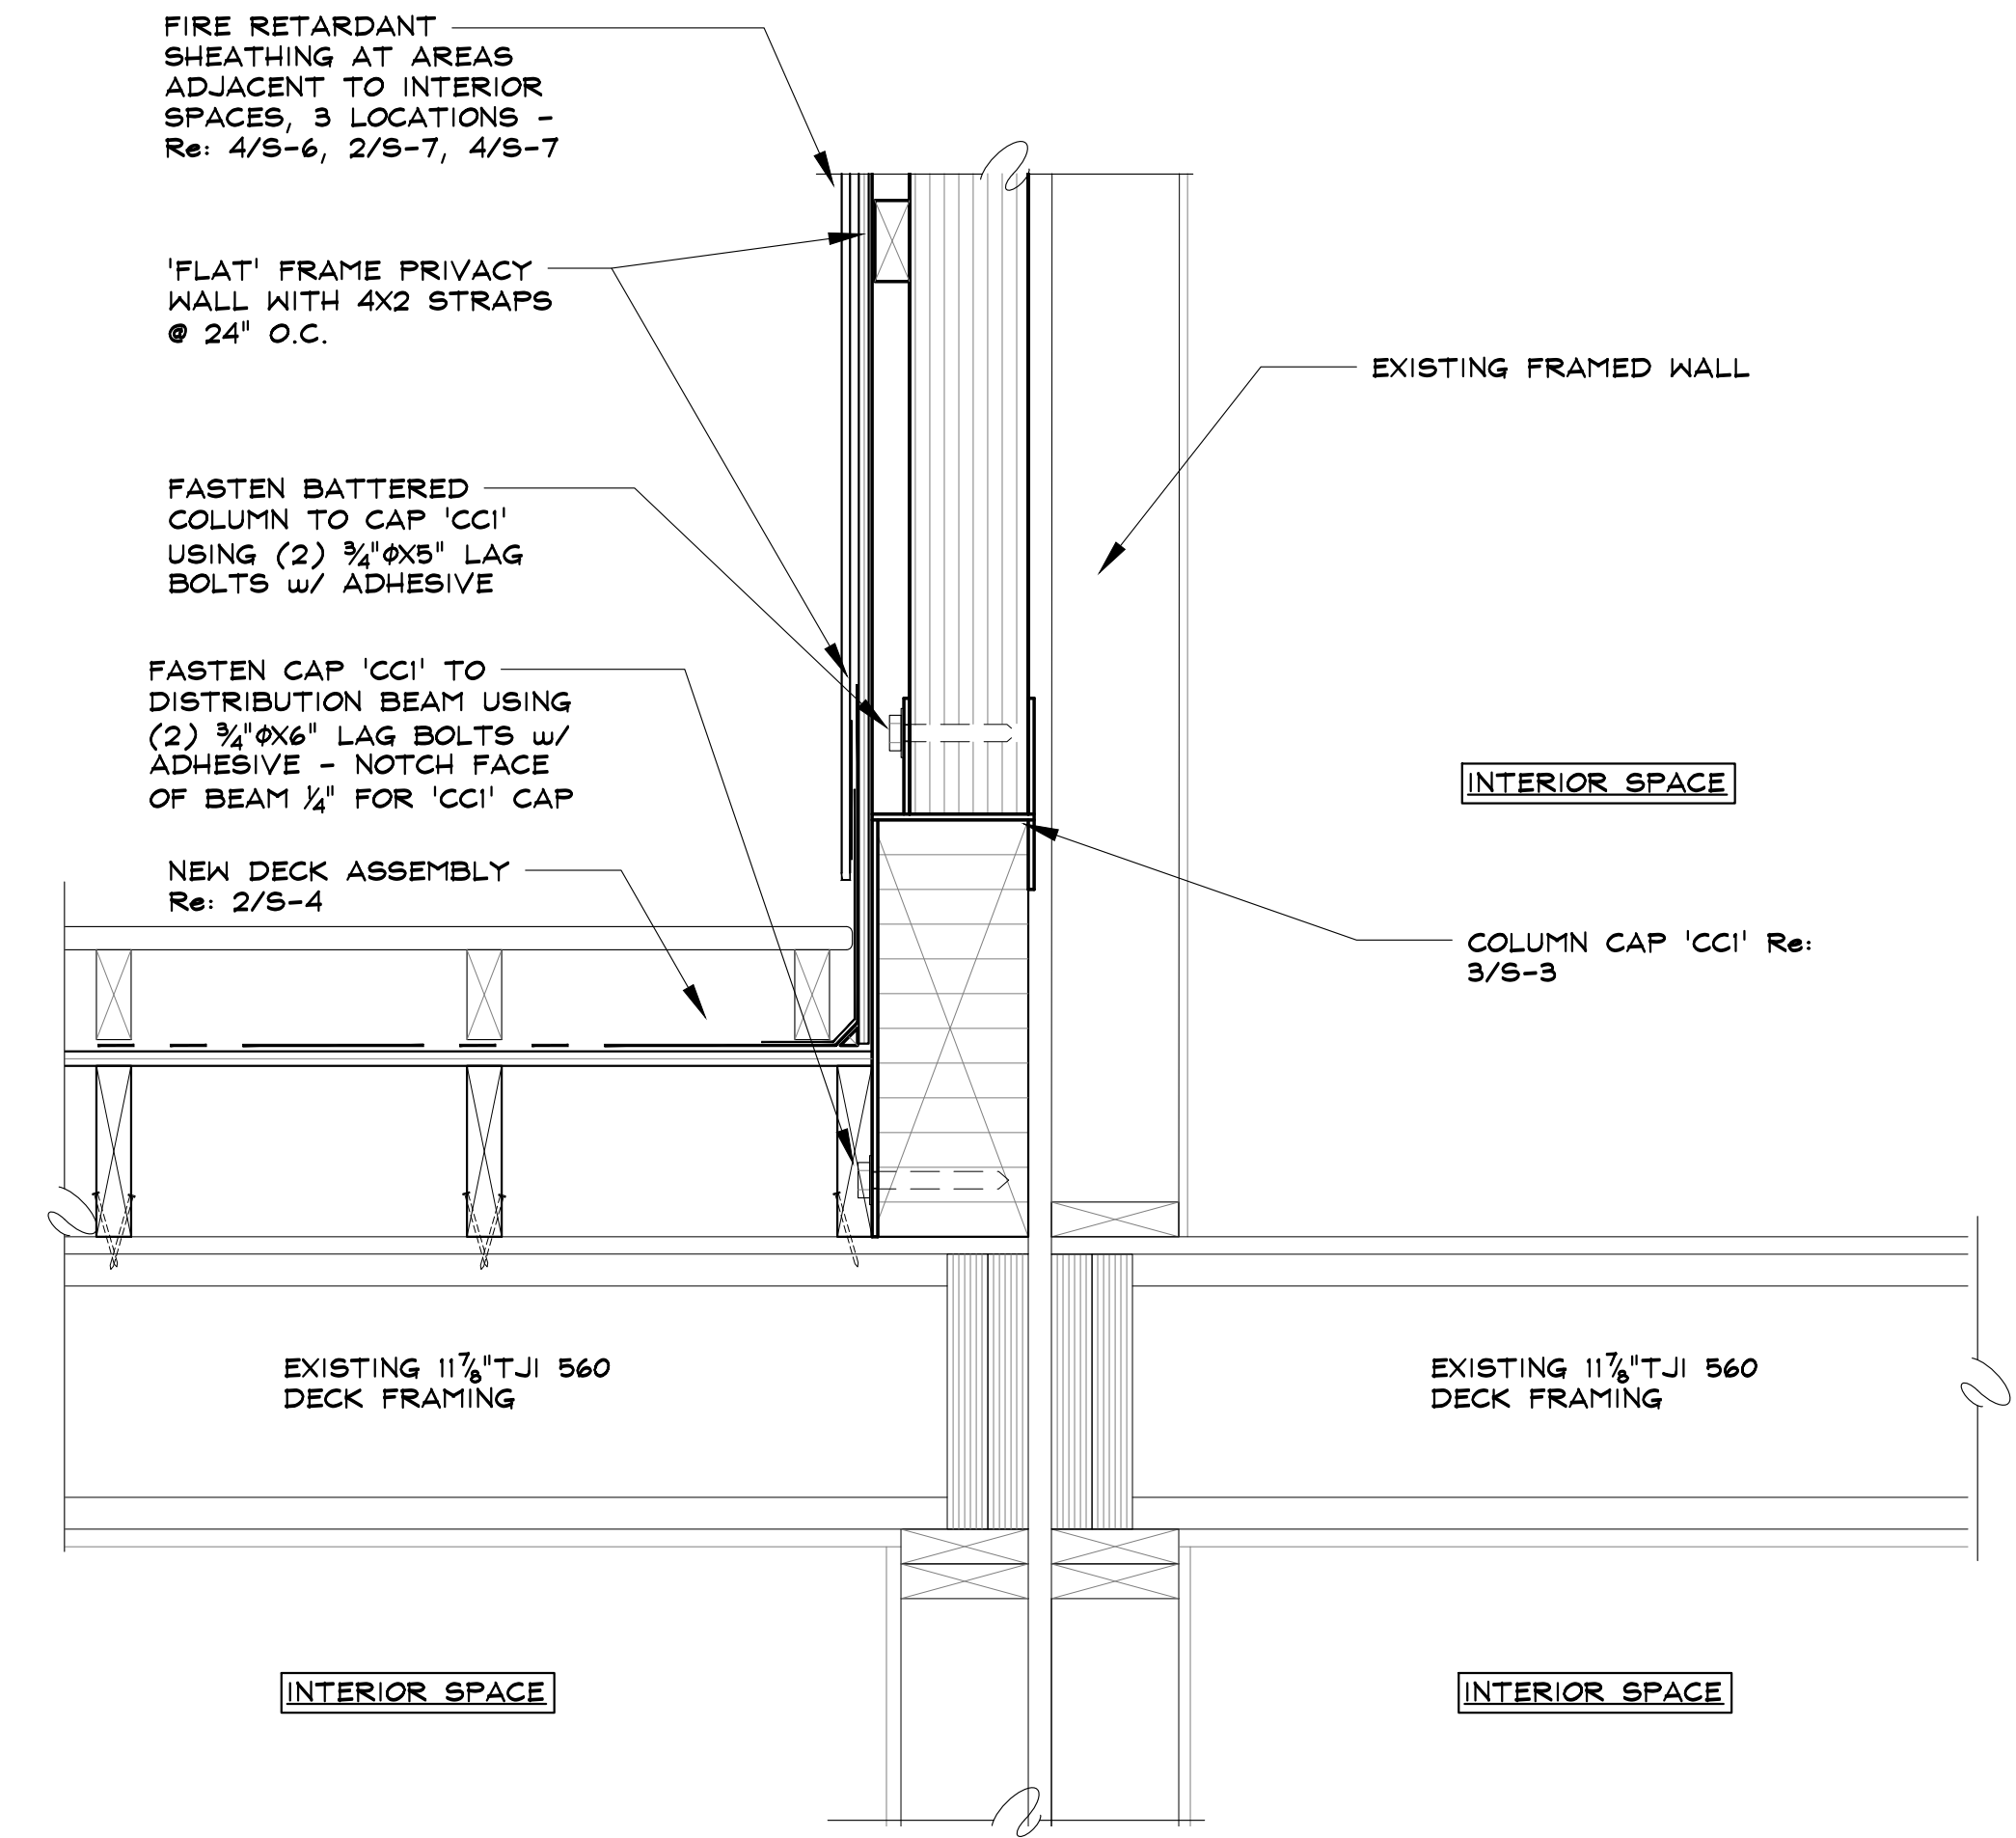 FIRE RETARDANT
SHEATHING AT AREAS
ADJACENT TO INTERIOR
SPACES, 3 LOCATIONS -
Re: 4/S-6, 2/S-7, 4/S-7
'FLAT' FRAME PRIVACY
WALL WITH 4X2 STRAPS
@ 24" O.C.
EXISTING FRAMED WALL
FASTEN BATTERED
COLUMN TO CAP 'CC1'
USING (2) ¾"ØX5" LAG
BOLTS w/ ADHESIVE
FASTEN CAP 'CC1' TO
DISTRIBUTION BEAM USING
(2) ¾"ØX6" LAG BOLTS w/
ADHESIVE - NOTCH FACE
OF BEAM ¼" FOR 'CC1' CAP
INTERIOR SPACE
NEW DECK ASSEMBLY
Re: 2/S-4
COLUMN CAP 'CC1' Re:
3/S-3
EXISTING 11⅞"TJI 560
DECK FRAMING
EXISTING 11⅞"TJI 560
DECK FRAMING
INTERIOR SPACE
INTERIOR SPACE